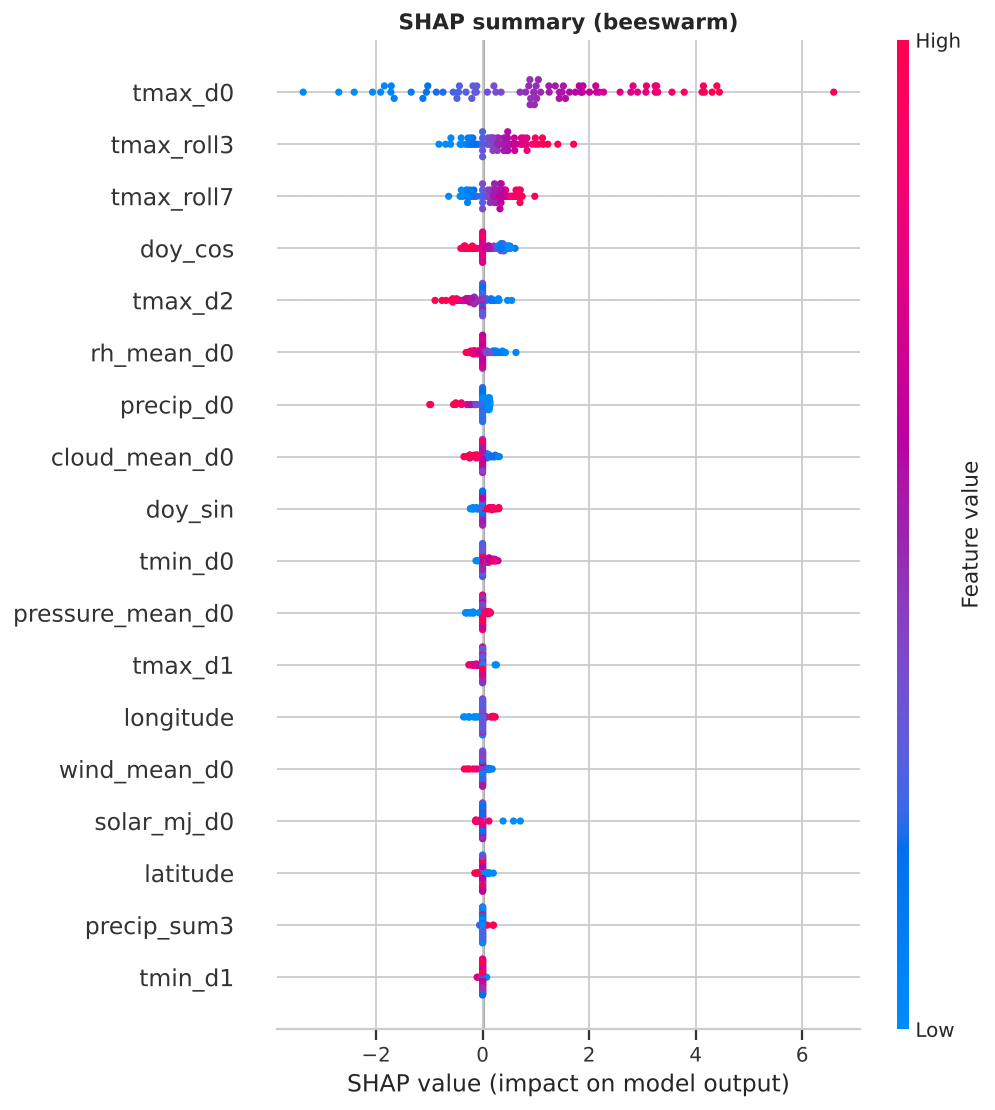 SHAP summary (beeswarm)
High
tmax_d0
tmax_roll3
tmax_roll7
doy_cos
tmax_d2
rh_mean_d0
precip_d0
cloud_mean_d0
doy_sin
tmin_d0
pressure_mean_d0
tmax_d1
longitude
wind_mean_d0
solar_mj_d0
latitude
precip_sum3
tmin_d1
Feature value
Low
−2 0 2 4 6
SHAP value (impact on model output)